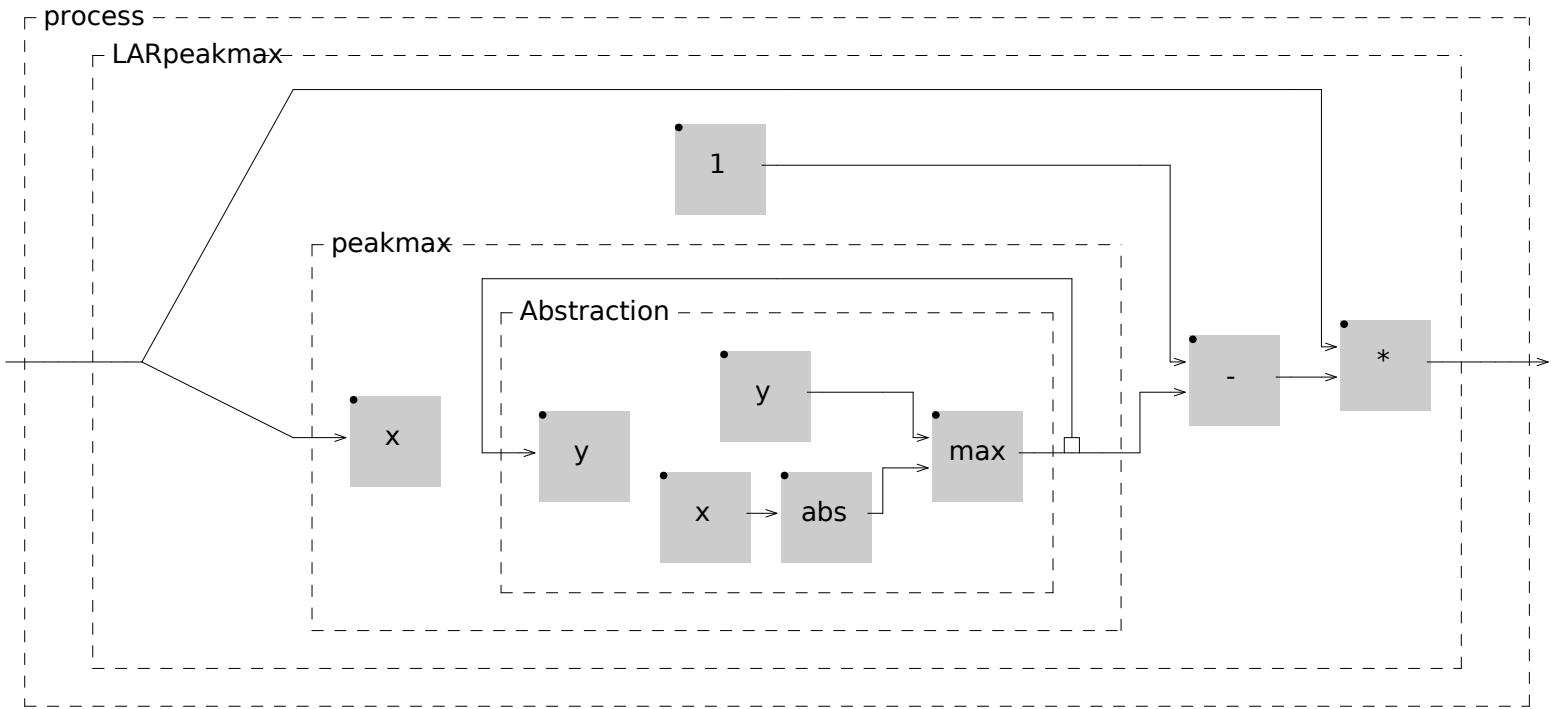 process
LARpeakmax
1
peakmax
Abstraction
y
x
y
x
abs
max
-
*